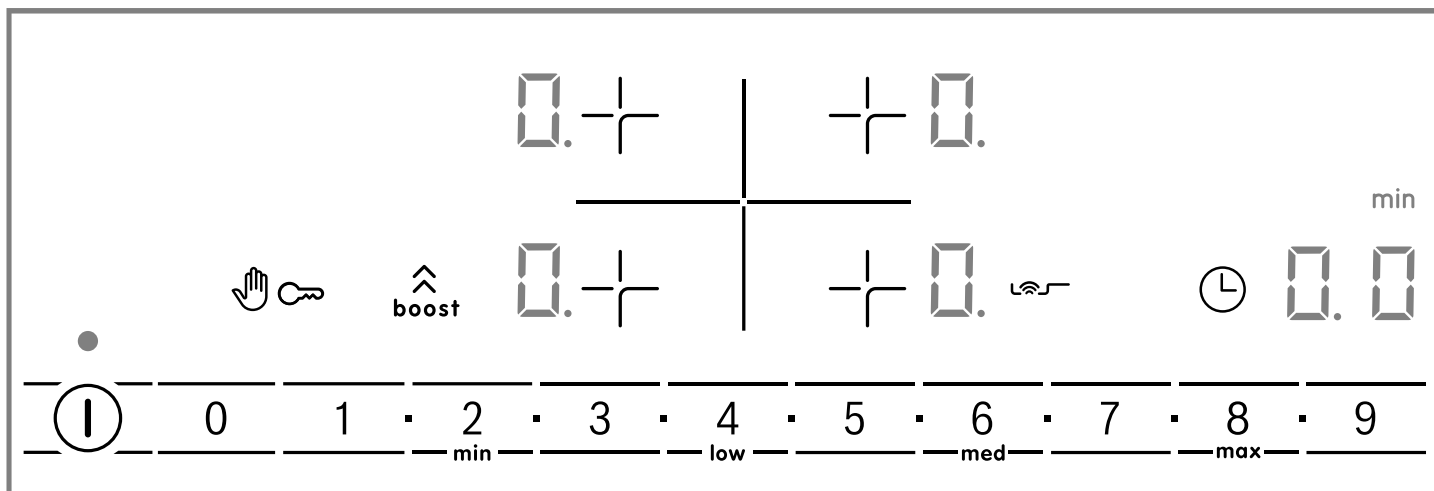 0. 0.
min
boost 0. 0. 0. 0
0 1 · 2 · 3 · 4 · 5 · 6 · 7 · 8 · 9
min low med max